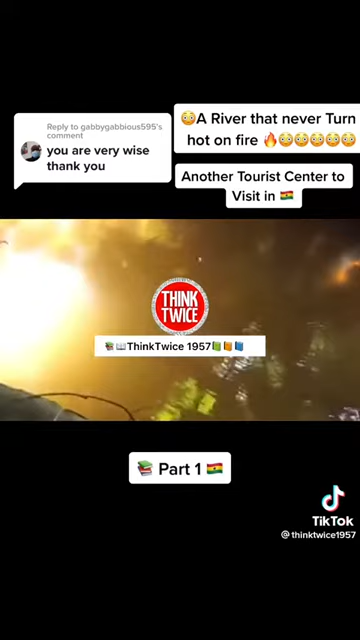 Reply to gabbygabbious595's
comment
you are very wise
thank you
😳A River that never Turn
hot on fire 🔥😳😳😳😳😳
Another Tourist Center to
Visit in 🇬🇭
THINK
TWICE
📚📖ThinkTwice 1957📗📙📘
📚 Part 1 🇬🇭
TikTok
@thinktwice1957